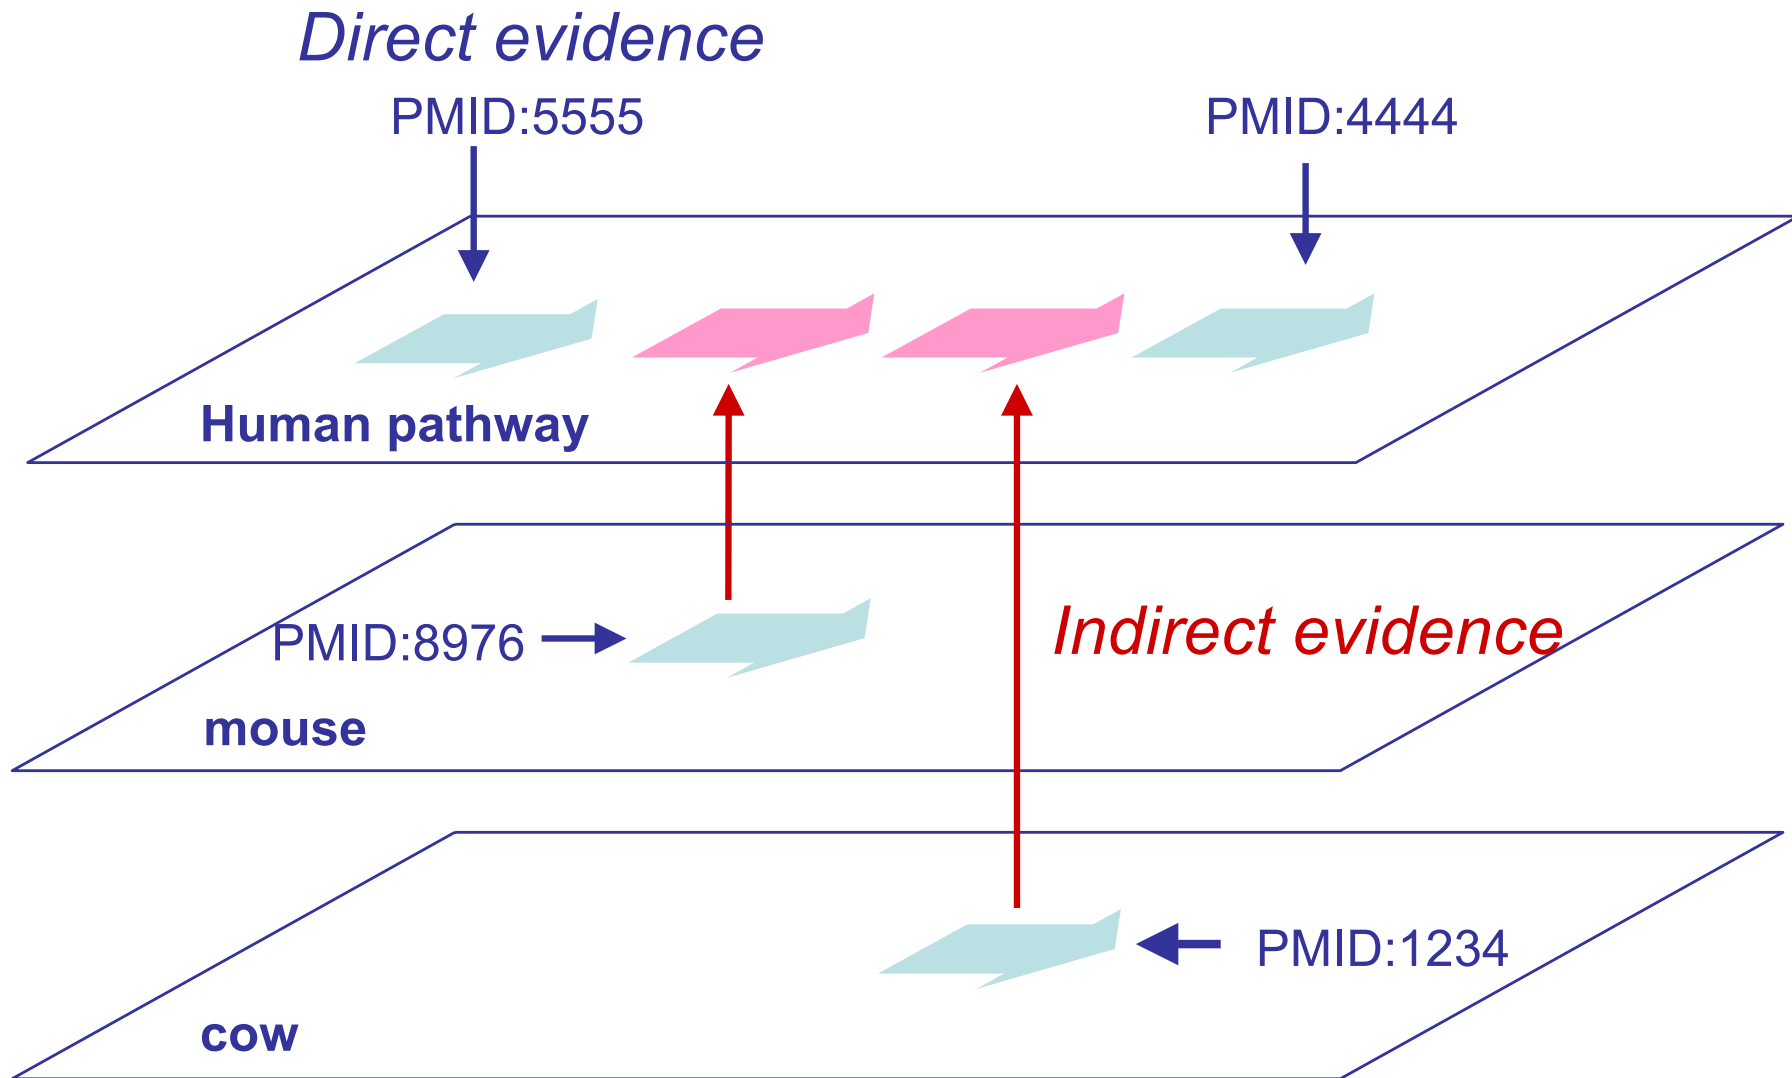 Direct evidence
PMID:5555
PMID:4444
Human pathway
PMID:8976
Indirect evidence
mouse
PMID:1234
cow